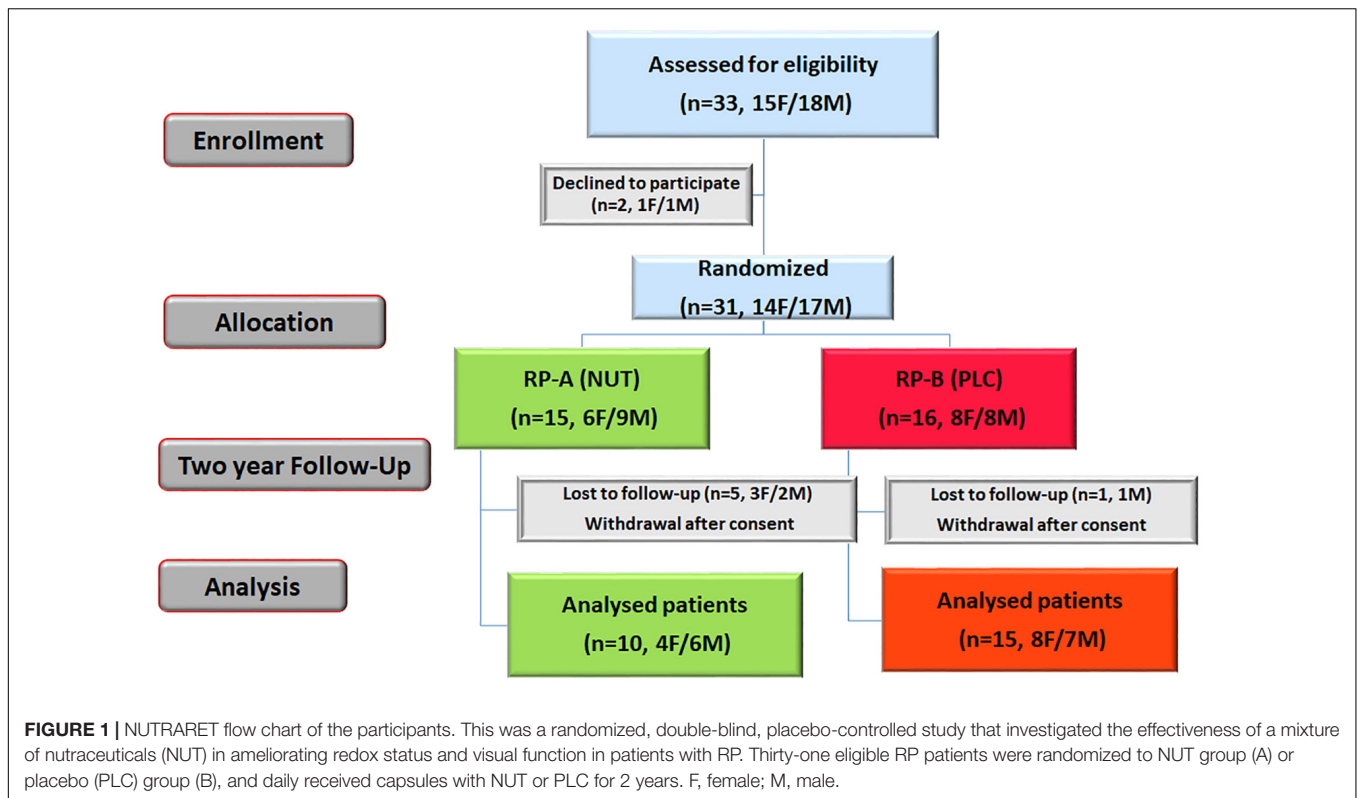 Assessed for eligibility
(n=33, 15F/18M)
Enrollment
Declined to participate
(n=2, 1F/1M)
Randomized
(n=31, 14F/17M)
Allocation
RP-A (NUT)
(n=15, 6F/9M)
RP-B (PLC)
(n=16, 8F/8M)
Two year Follow-Up
Lost to follow-up (n=5, 3F/2M)
Withdrawal after consent
Lost to follow-up (n=1, 1M)
Withdrawal after consent
Analysis
Analysed patients
(n=10, 4F/6M)
Analysed patients
(n=15, 8F/7M)
FIGURE 1 | NUTRARET flow chart of the participants. This was a randomized, double-blind, placebo-controlled study that investigated the effectiveness of a mixture
of nutraceuticals (NUT) in ameliorating redox status and visual function in patients with RP. Thirty-one eligible RP patients were randomized to NUT group (A) or
placebo (PLC) group (B), and daily received capsules with NUT or PLC for 2 years. F, female; M, male.